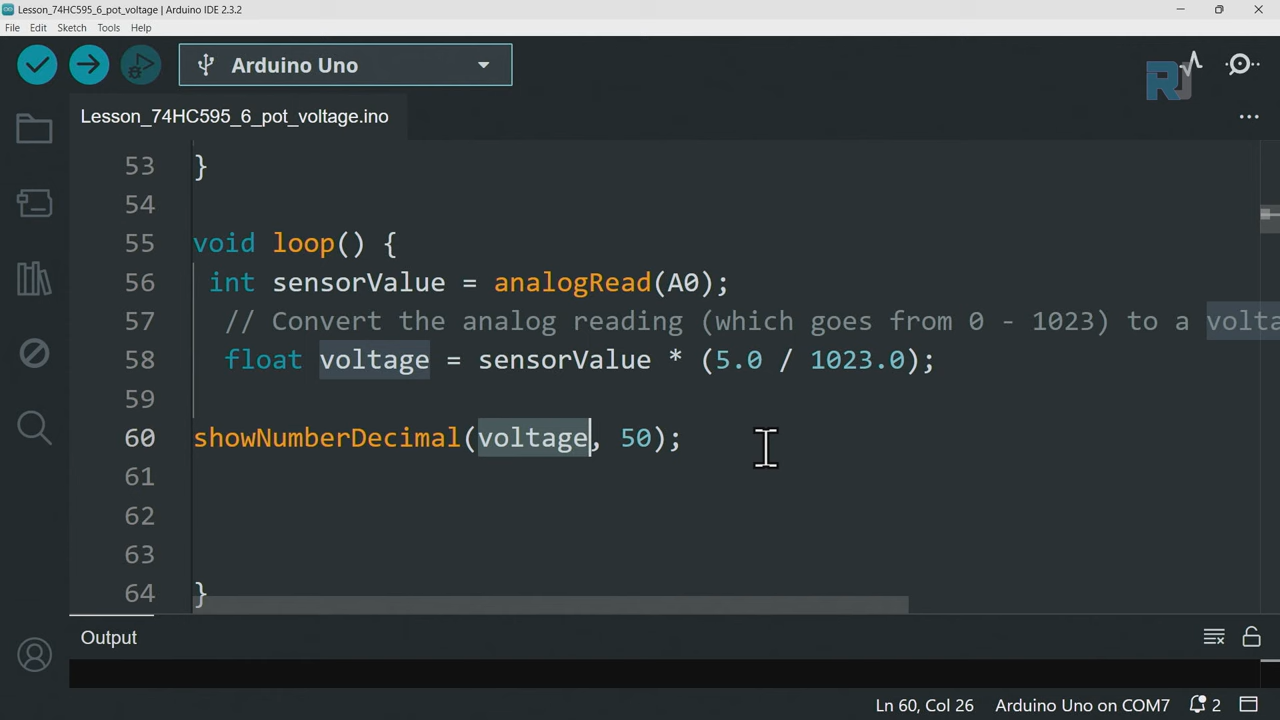 Lesson_74HC595_6_pot_voltage | Arduino IDE 2.3.2
File Edit Sketch Tools Help
Arduino Uno
RJ
Lesson_74HC595_6_pot_voltage.ino
53 }
54
55 void loop() {
56 int sensorValue = analogRead(A0);
57 // Convert the analog reading (which goes from 0 - 1023) to a volta
58 float voltage = sensorValue * (5.0 / 1023.0);
59
60 showNumberDecimal(voltage, 50);
61
62
63
64 }
Output
Ln 60, Col 26 Arduino Uno on COM7 2